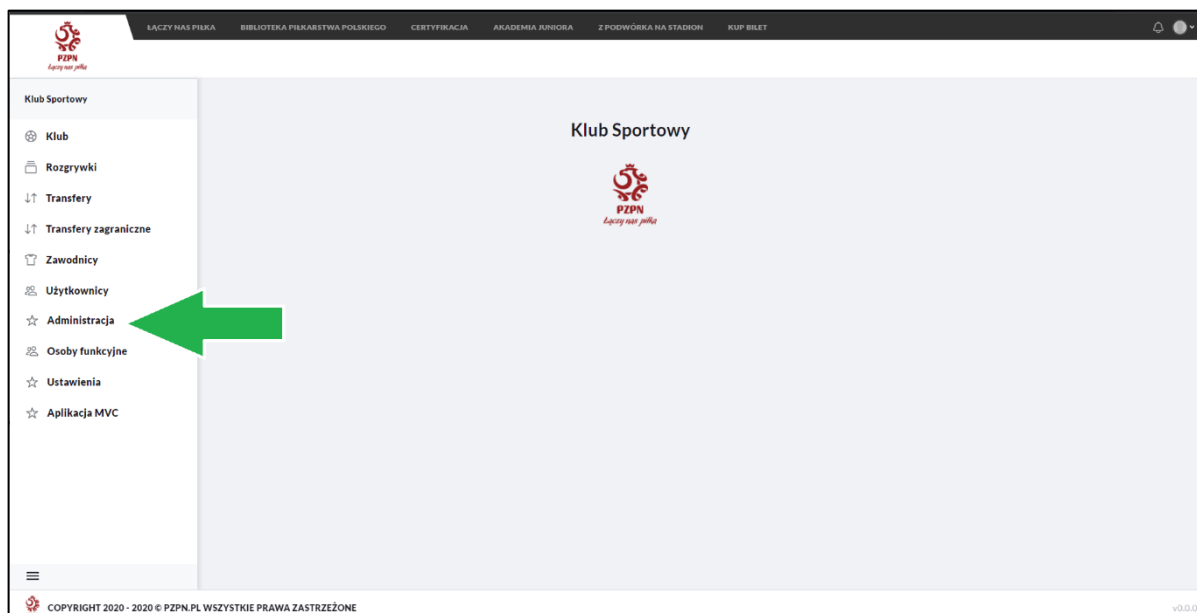 ŁĄCZY NAS PIŁKA BIBLIOTEKA PIŁKARSTWA POLSKIEGO CERTYFIKACJA AKADEMIA JUNIORA Z PODWÓRKA NA STADION KUP BILET
PZPN
Łączy nas piłka
Klub Sportowy
Klub
Rozgrywki
Transfery
Transfery zagraniczne
Zawodnicy
Użytkownicy
Administracja
Osoby funkcyjne
Ustawienia
Aplikacja MVC
Klub Sportowy
PZPN
Łączy nas piłka
COPYRIGHT 2020 - 2020 © PZPN.PL WSZYSTKIE PRAWA ZASTRZEŻONE
v0.0.0